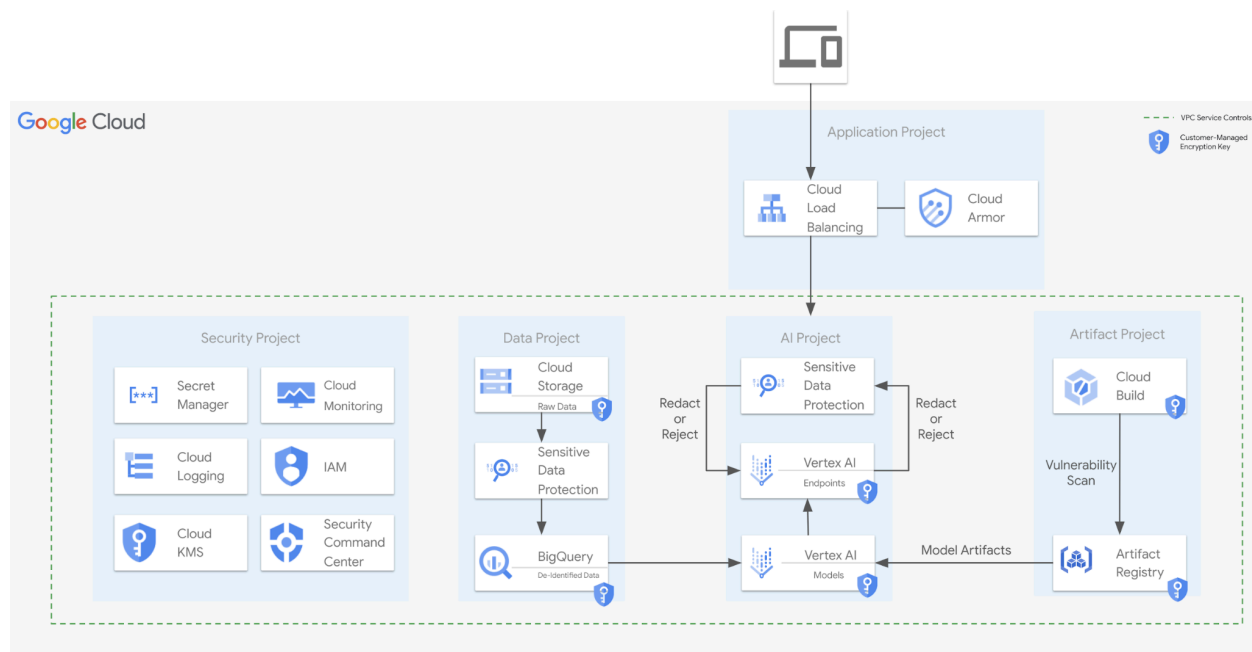 Google Cloud
VPC Service Controls
Customer-Managed
Encryption Key
Application Project
Cloud
Load
Balancing
Cloud
Armor
Security Project
Secret
Manager
Cloud
Monitoring
Cloud
Logging
IAM
Cloud
KMS
Security
Command
Center
Data Project
Cloud
Storage
Raw Data
Sensitive
Data
Protection
BigQuery
De-Identified Data
AI Project
Sensitive
Data
Protection
Redact
or
Reject
Redact
or
Reject
Vertex AI
Endpoints
Vertex AI
Models
Model Artifacts
Artifact Project
Cloud
Build
Vulnerability
Scan
Artifact
Registry